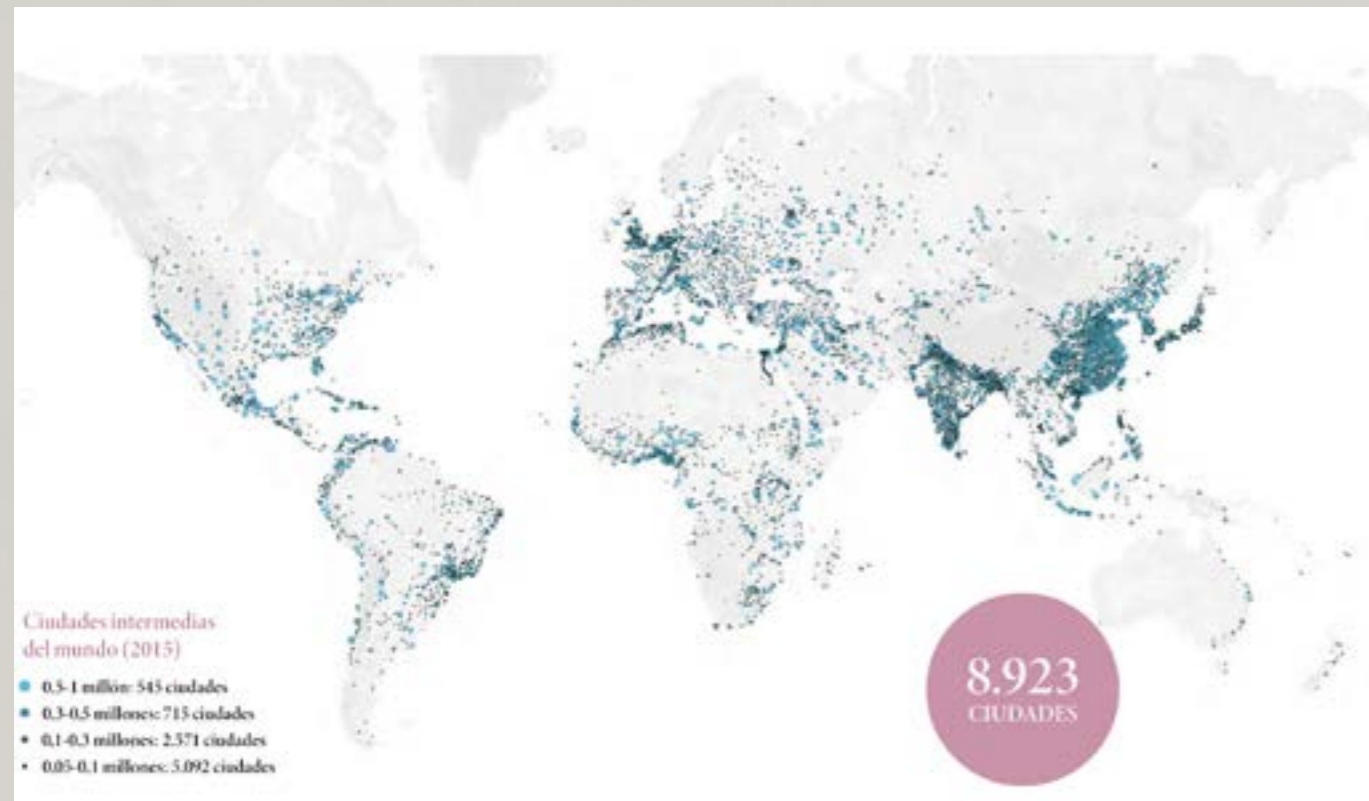 Ciudades intermedias
del mundo (2015)
0.5-1 millón: 545 ciudades
0.3-0.5 millones: 715 ciudades
0.1-0.3 millones: 2.571 ciudades
0.05-0.1 millones: 5.092 ciudades
8.923
CIUDADES